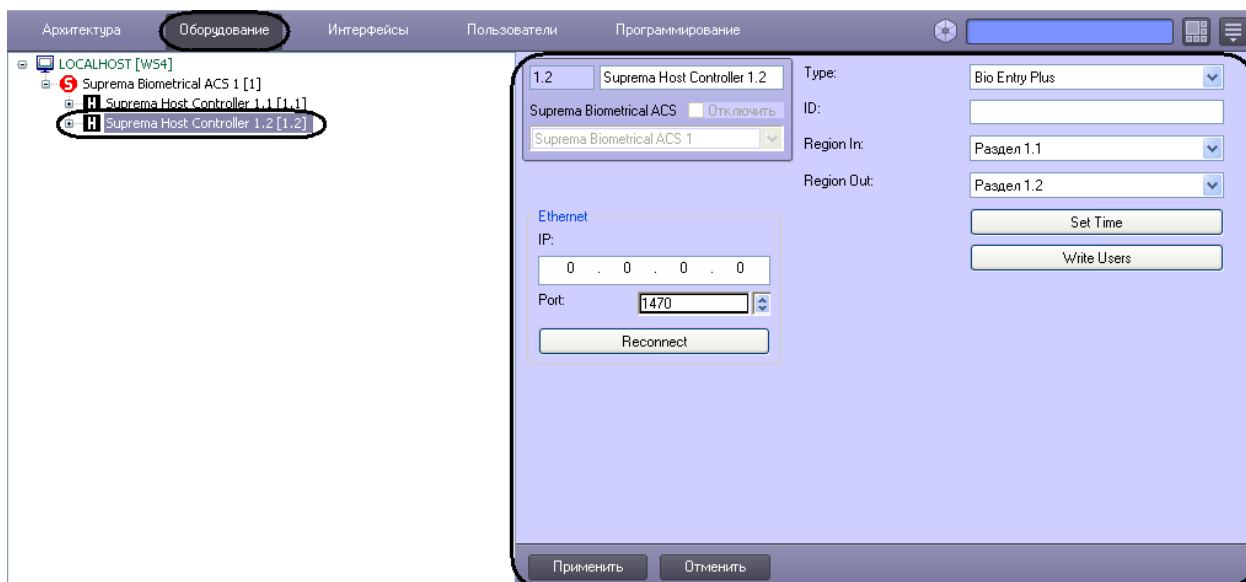 Архитектура Оборудование Интерфейсы Пользователи Программирование
LOCALHOST [WS4]
Suprema Biometrical ACS 1 [1]
Suprema Host Controller 1.1 [1.1]
Suprema Host Controller 1.2 [1.2]
1.2 Suprema Host Controller 1.2
Suprema Biometrical ACS Отключить
Suprema Biometrical ACS 1
Ethernet
IP:
0 . 0 . 0 . 0
Port: 1470
Reconnect
Type: Bio Entry Plus
ID:
Region In: Раздел 1.1
Region Out: Раздел 1.2
Set Time
Write Users
Применить Отменить